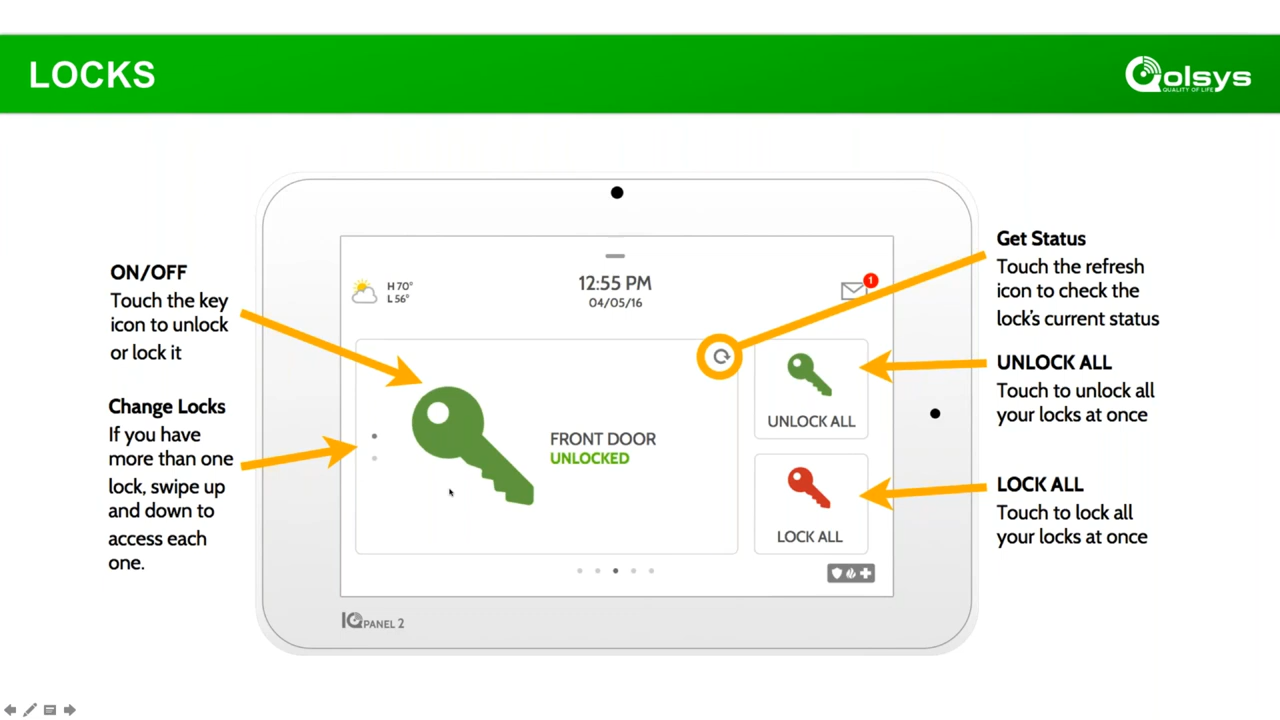 LOCKS
Qolsys
QUALITY OF LIFE
ON/OFF
Touch the key
icon to unlock
or lock it
Change Locks
If you have
more than one
lock, swipe up
and down to
access each
one.
H 70°
L 56°
12:55 PM
04/05/16
1
FRONT DOOR
UNLOCKED
UNLOCK ALL
LOCK ALL
IQ PANEL 2
Get Status
Touch the refresh
icon to check the
lock's current status
UNLOCK ALL
Touch to unlock all
your locks at once
LOCK ALL
Touch to lock all
your locks at once